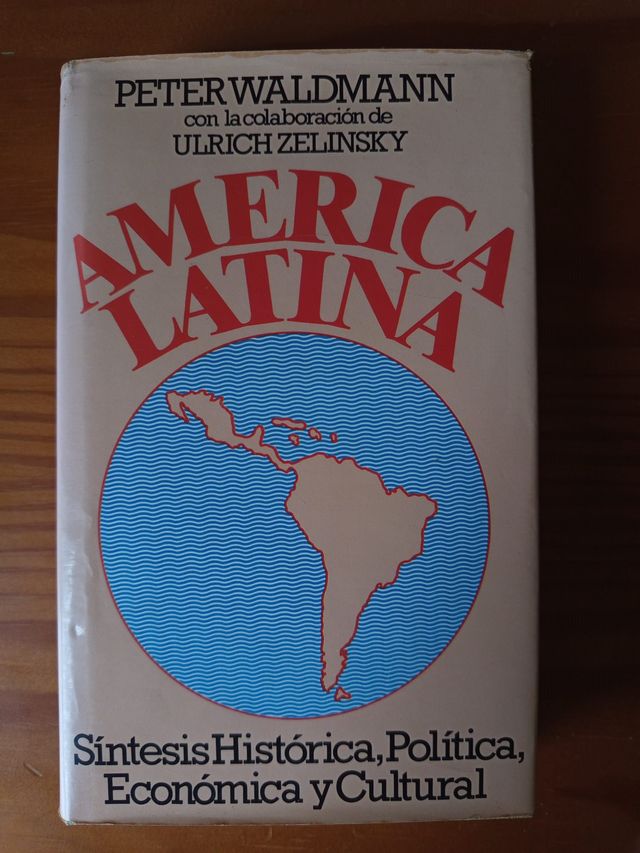 PETER WALDMANN
con la colaboración de
ULRICH ZELINSKY
AMERICA
LATINA
Síntesis Histórica, Política,
Económica y Cultural